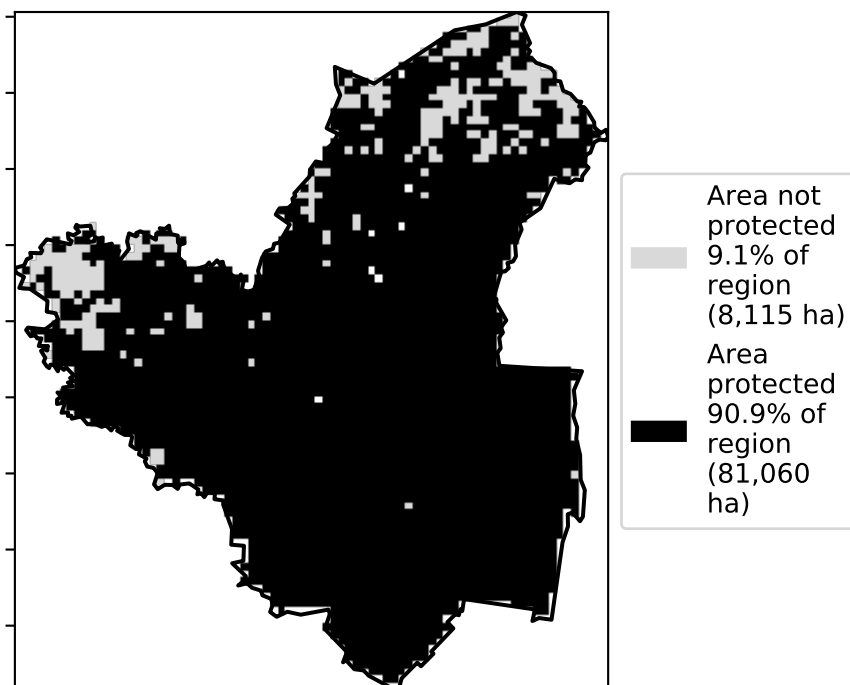 Area not
protected
9.1% of
region
(8,115 ha)
Area
protected
90.9% of
region
(81,060
ha)